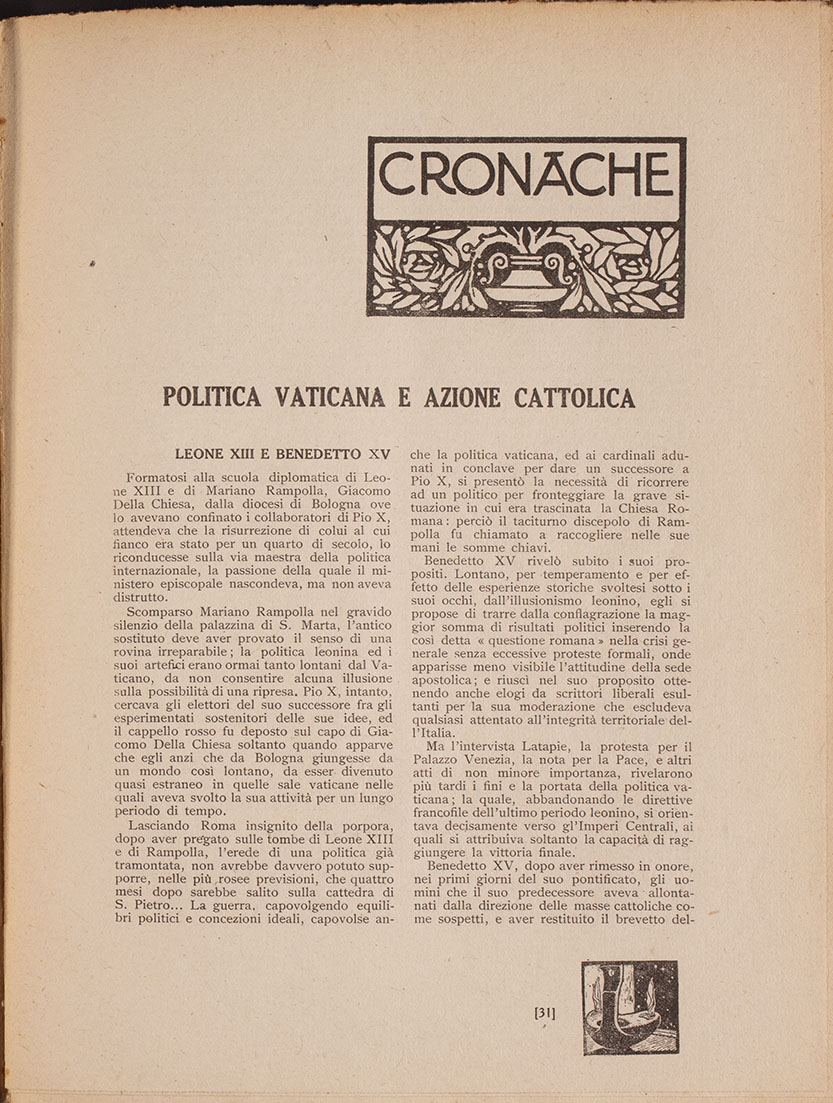 CRONACHE
POLITICA VATICANA E AZIONE CATTOLICA
LEONE XIII E BENEDETTO XV
Formatosi alla scuola diplomatica di Leo-
ne XIII e di Mariano Rampolla, Giacomo
Della Chiesa, dalla diocesi di Bologna ove
lo avevano confinato i collaboratori di Pio X,
attendeva che la risurrezione di colui al cui
fianco era stato per un quarto di secolo, lo
riconducesse sulla via maestra della politica
internazionale, la passione della quale il mi-
nistero episcopale nascondeva, ma non aveva
distrutto.
Scomparso Mariano Rampolla nel gravido
silenzio della palazzina di S. Marta, l'antico
sostituto deve aver provato il senso di una
rovina irreparabile; la politica leonina ed i
suoi artefici erano ormai tanto lontani dal Va-
ticano, da non consentire alcuna illusione
sulla possibilità di una ripresa. Pio X, intanto,
cercava gli elettori del suo successore fra gli
esperimentati sostenitori delle sue idee, ed
il cappello rosso fu deposto sul capo di Gia-
como Della Chiesa soltanto quando apparve
che egli anzi che da Bologna giungesse da
un mondo così lontano, da esser divenuto
quasi estraneo in quelle sale vaticane nelle
quali aveva svolto la sua attività per un lungo
periodo di tempo.
Lasciando Roma insignito della porpora,
dopo aver pregato sulle tombe di Leone XIII
e di Rampolla, l'erede di una politica già
tramontata, non avrebbe davvero potuto sup-
porre, nelle più rosee previsioni, che quattro
mesi dopo sarebbe salito sulla cattedra di
S. Pietro... La guerra, capovolgendo equili-
bri politici e concezioni ideali, capovolse an-
che la politica vaticana, ed ai cardinali adu-
nati in conclave per dare un successore a
Pio X, si presentò la necessità di ricorrere
ad un politico per fronteggiare la grave si-
tuazione in cui era trascinata la Chiesa Ro-
mana: perciò il taciturno discepolo di Ram-
polla fu chiamato a raccogliere nelle sue
mani le somme chiavi.
Benedetto XV rivelò subito i suoi pro-
positi. Lontano, per temperamento e per ef-
fetto delle esperienze storiche svoltesi sotto i
suoi occhi, dall'illusionismo leonino, egli si
propose di trarre dalla conflagrazione la mag-
gior somma di risultati politici inserendo la
così detta « questione romana » nella crisi ge-
nerale senza eccessive proteste formali, onde
apparisse meno visibile l'attitudine della sede
apostolica; e riuscì nel suo proposito otte-
nendo anche elogi da scrittori liberali esul-
tanti per la sua moderazione che escludeva
qualsiasi attentato all'integrità territoriale del-
l'Italia.
Ma l'intervista Latapie, la protesta per il
Palazzo Venezia, la nota per la Pace, e altri
atti di non minore importanza, rivelarono
più tardi i fini e la portata della politica va-
ticana; la quale, abbandonando le direttive
francofile dell'ultimo periodo leonino, si orien-
tava decisamente verso gl'Imperi Centrali, ai
quali si attribuiva soltanto la capacità di rag-
giungere la vittoria finale.
Benedetto XV, dopo aver rimesso in onore,
nei primi giorni del suo pontificato, gli uo-
mini che il suo predecessore aveva allonta-
nati dalla direzione delle masse cattoliche co-
me sospetti, e aver restituito il brevetto del-
[31]